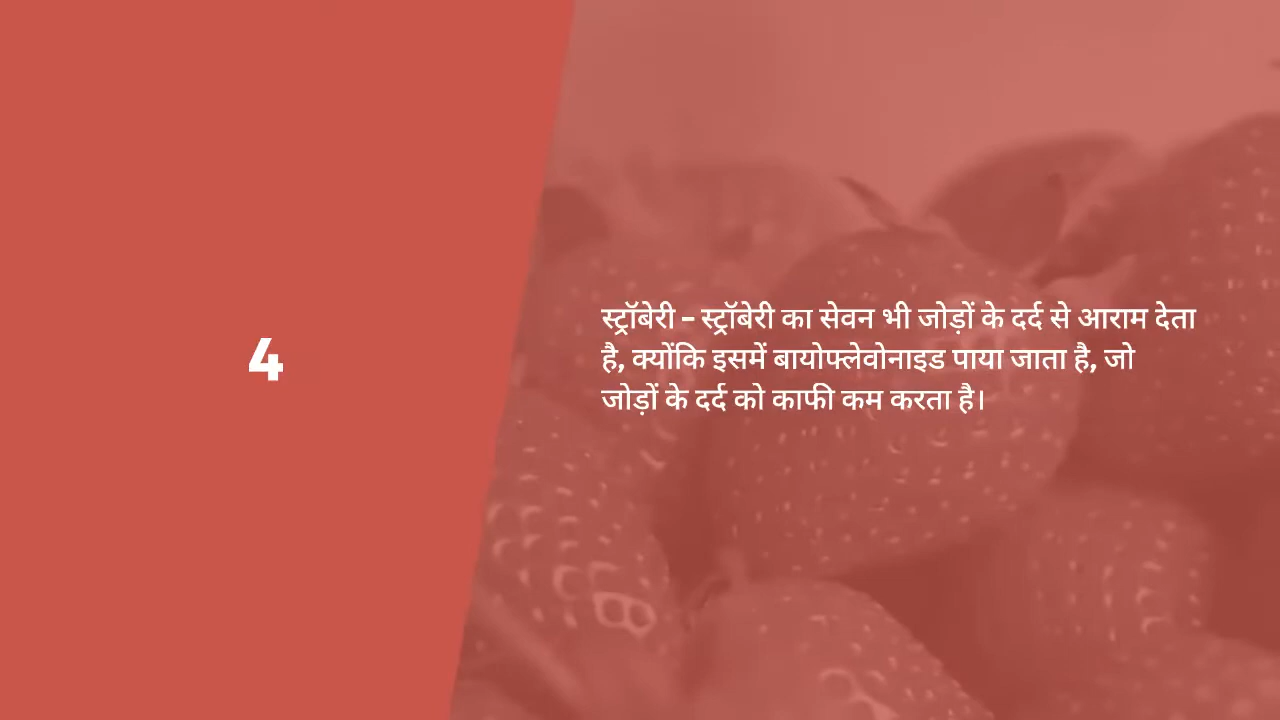 4
स्ट्रॉबेरी – स्ट्रॉबेरी का सेवन भी जोड़ों के दर्द से आराम देता
है, क्योंकि इसमें बायोफ्लेवोनाइड पाया जाता है, जो
जोड़ों के दर्द को काफी कम करता है।